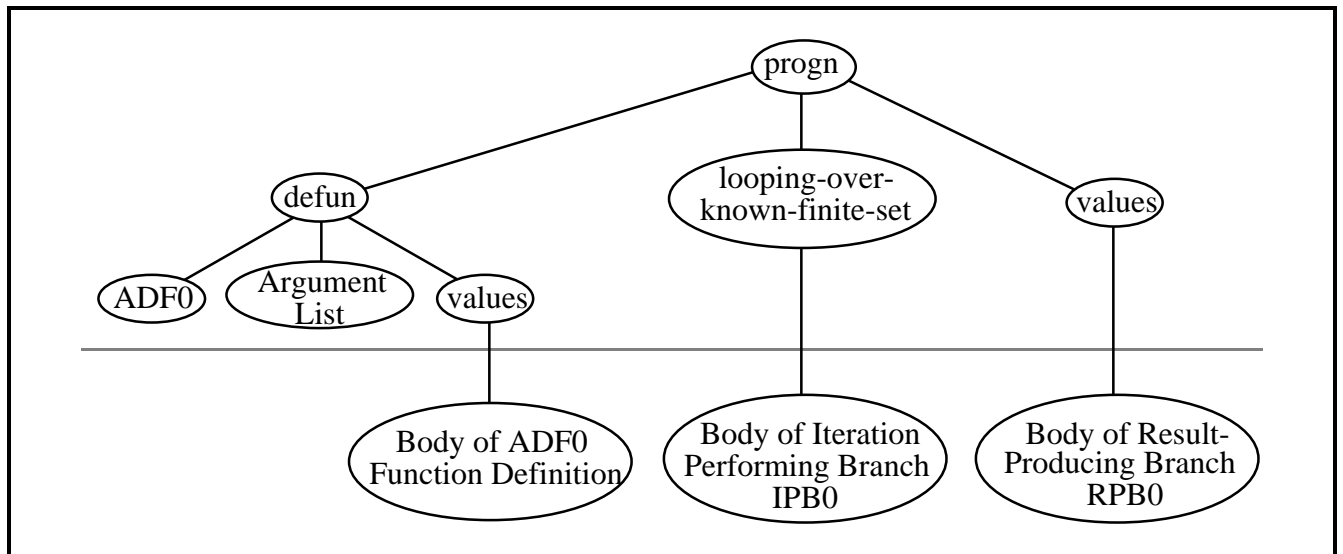 progn
defun
looping-over-
known-finite-set
values
ADF0
Argument
List
values
Body of ADF0
Function Definition
Body of Iteration
Performing Branch
IPB0
Body of Result-
Producing Branch
RPB0